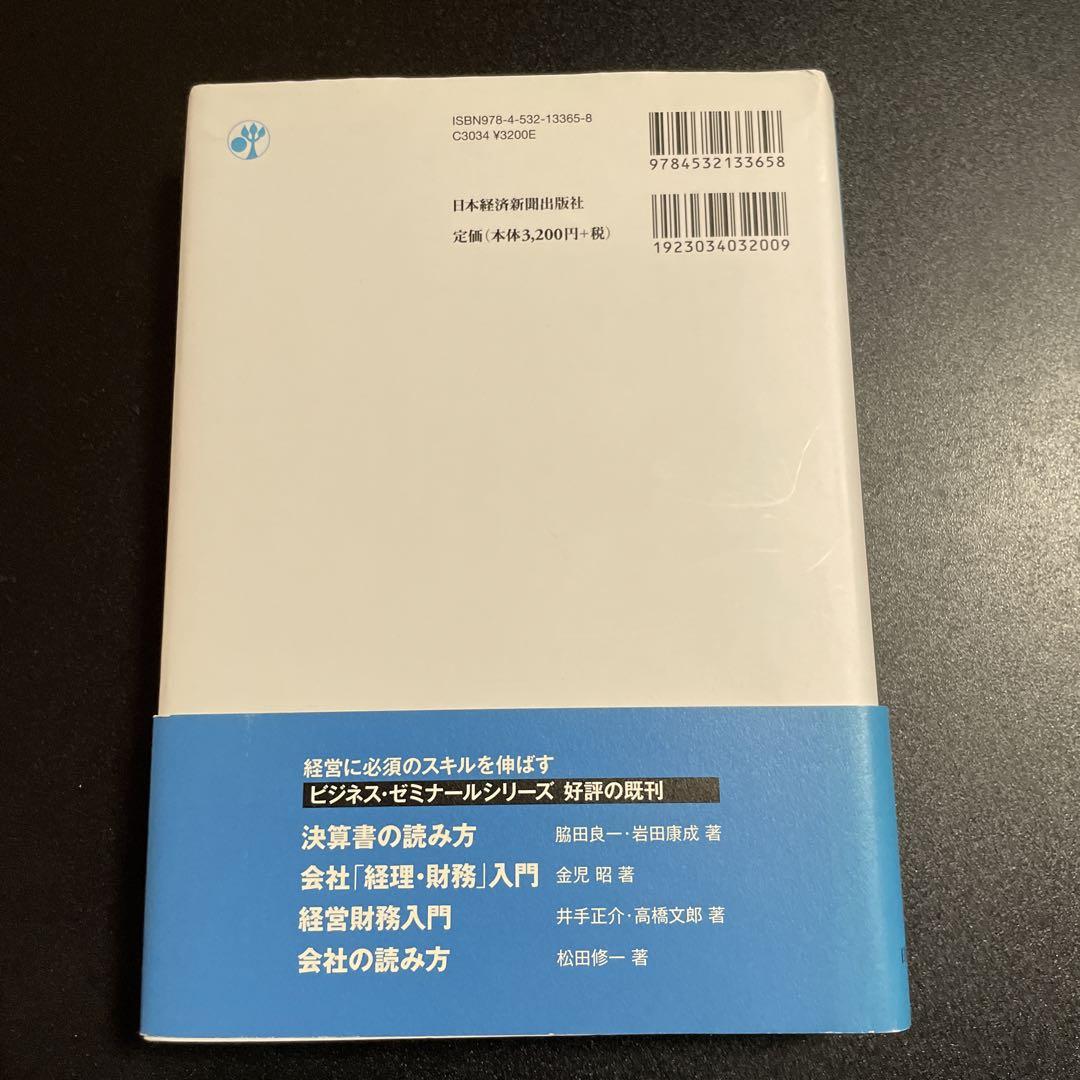 ISBN978-4-532-13365-8
C3034 ¥3200E
9784532133658
日本経済新聞出版社
定価(本体3,200円+税)
1923034032009
経営に必須のスキルを伸ばす
ビジネス・ゼミナールシリーズ 好評の既刊
決算書の読み方 脇田良一・岩田康成 著
会社「経理・財務」入門 金児 昭 著
経営財務入門 井手正介・高橋文郎 著
会社の読み方 松田修一 著